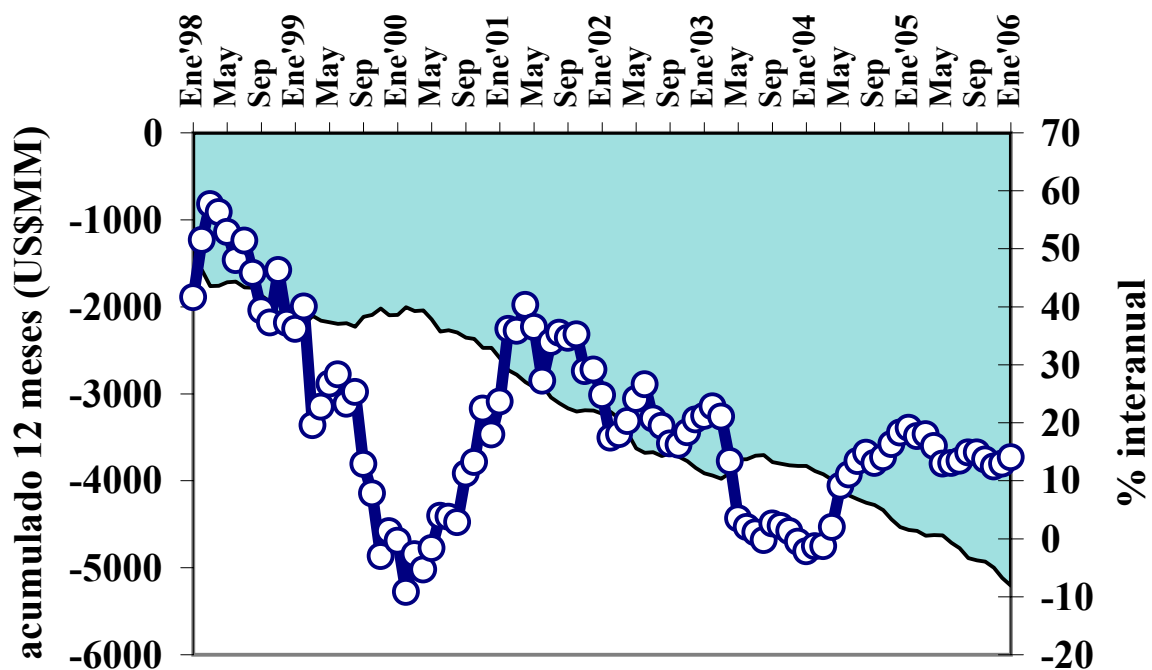 Ene'98
May
Sep
Ene'99
May
Sep
Ene'00
May
Sep
Ene'01
May
Sep
Ene'02
May
Sep
Ene'03
May
Sep
Ene'04
May
Sep
Ene'05
May
Sep
Ene'06
acumulado 12 meses (US$MM)
0
-1000
-2000
-3000
-4000
-5000
-6000
70
60
50
40
30
20
10
0
-10
-20
% interanual